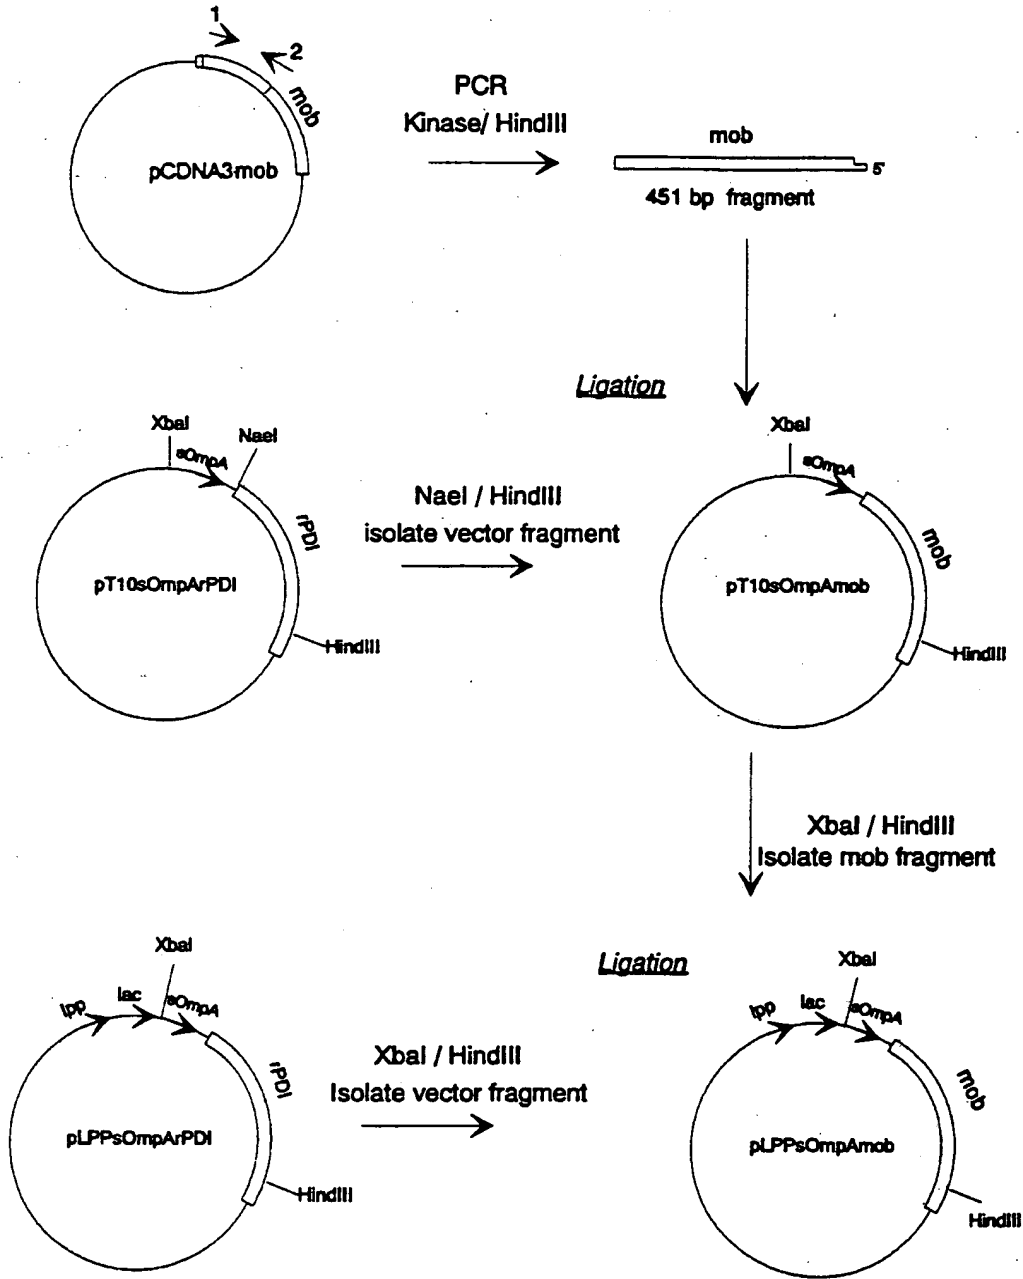 1
2
mob
pCDNA3mob
PCR
Kinase/ HindIII
mob
5'
451 bp fragment
Ligation
XbaI
sOmpA
NaeI
rPDI
pT10sOmpArPDI
HindIII
NaeI / HindIII
isolate vector fragment
XbaI
sOmpA
mob
pT10sOmpAmob
HindIII
XbaI / HindIII
Isolate mob fragment
Ligation
XbaI
lpp
lac
sOmpA
rPDI
pLPPsOmpArPDI
HindIII
XbaI / HindIII
Isolate vector fragment
XbaI
lpp
lac
sOmpA
mob
pLPPsOmpAmob
HindIII